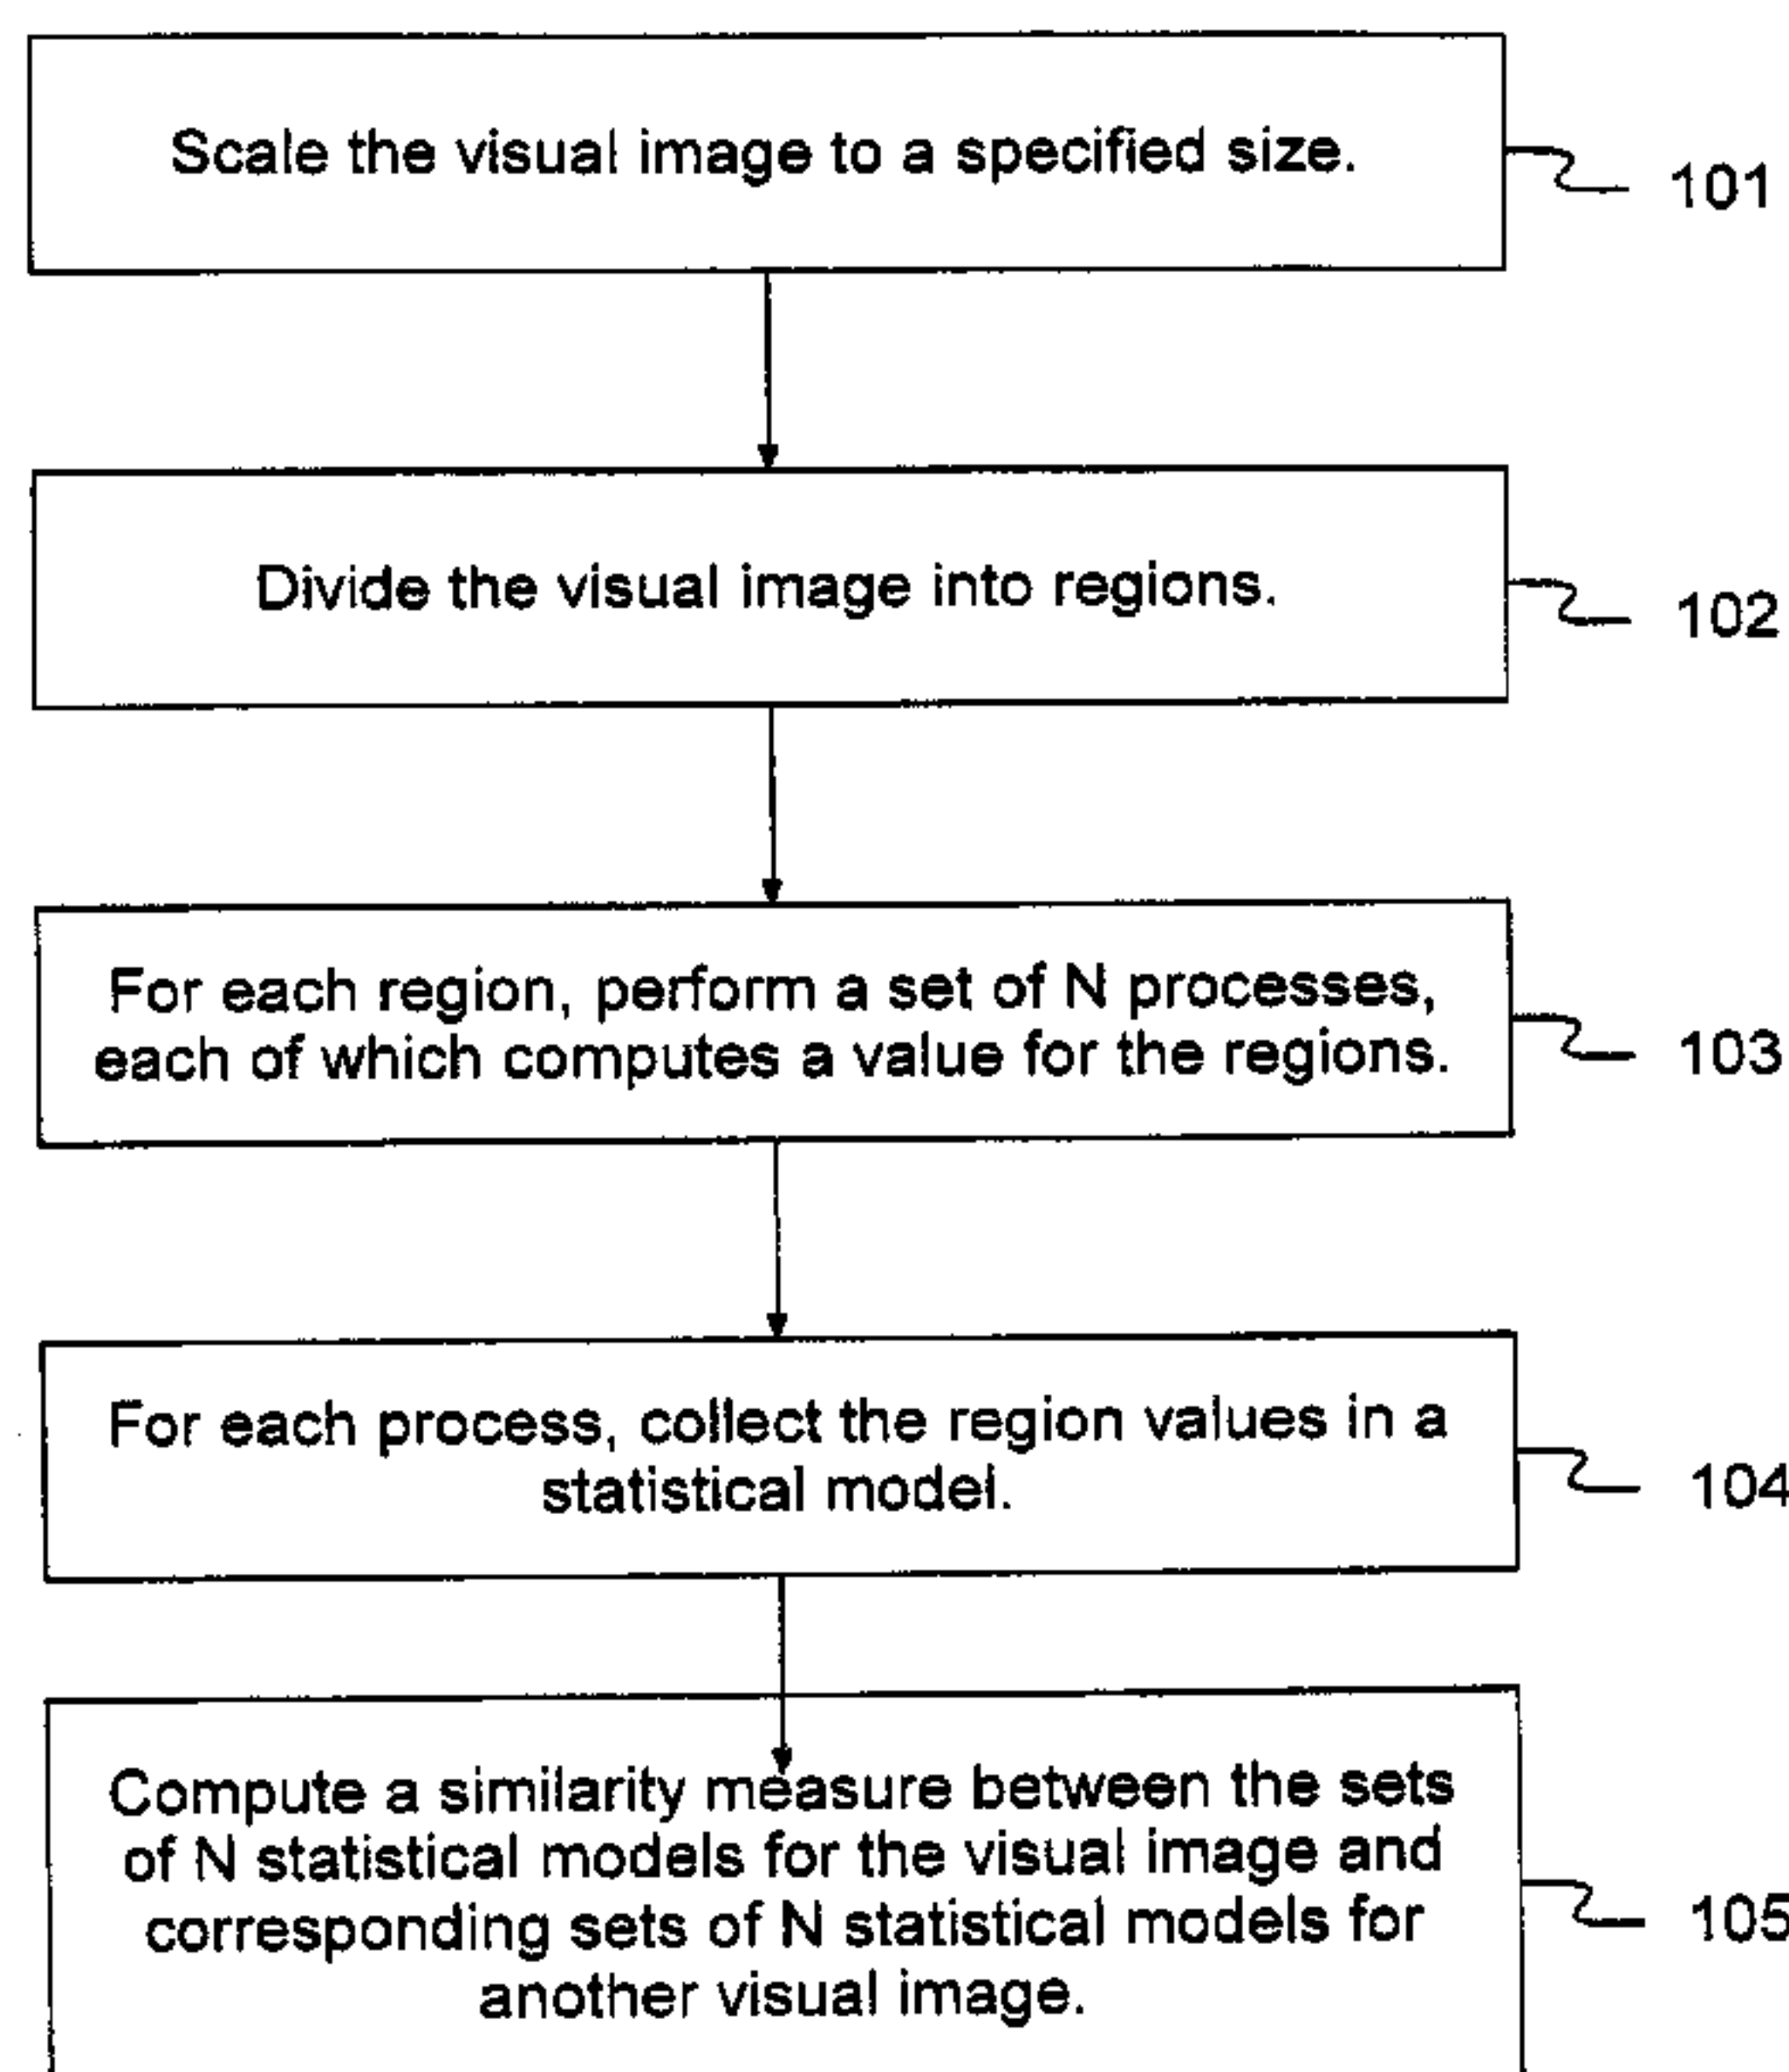 Scale the visual image to a specified size.
101
Divide the visual image into regions.
102
For each region, perform a set of N processes,
each of which computes a value for the regions.
103
For each process, collect the region values in a
statistical model.
104
Compute a similarity measure between the sets
of N statistical models for the visual image and
corresponding sets of N statistical models for
another visual image.
105